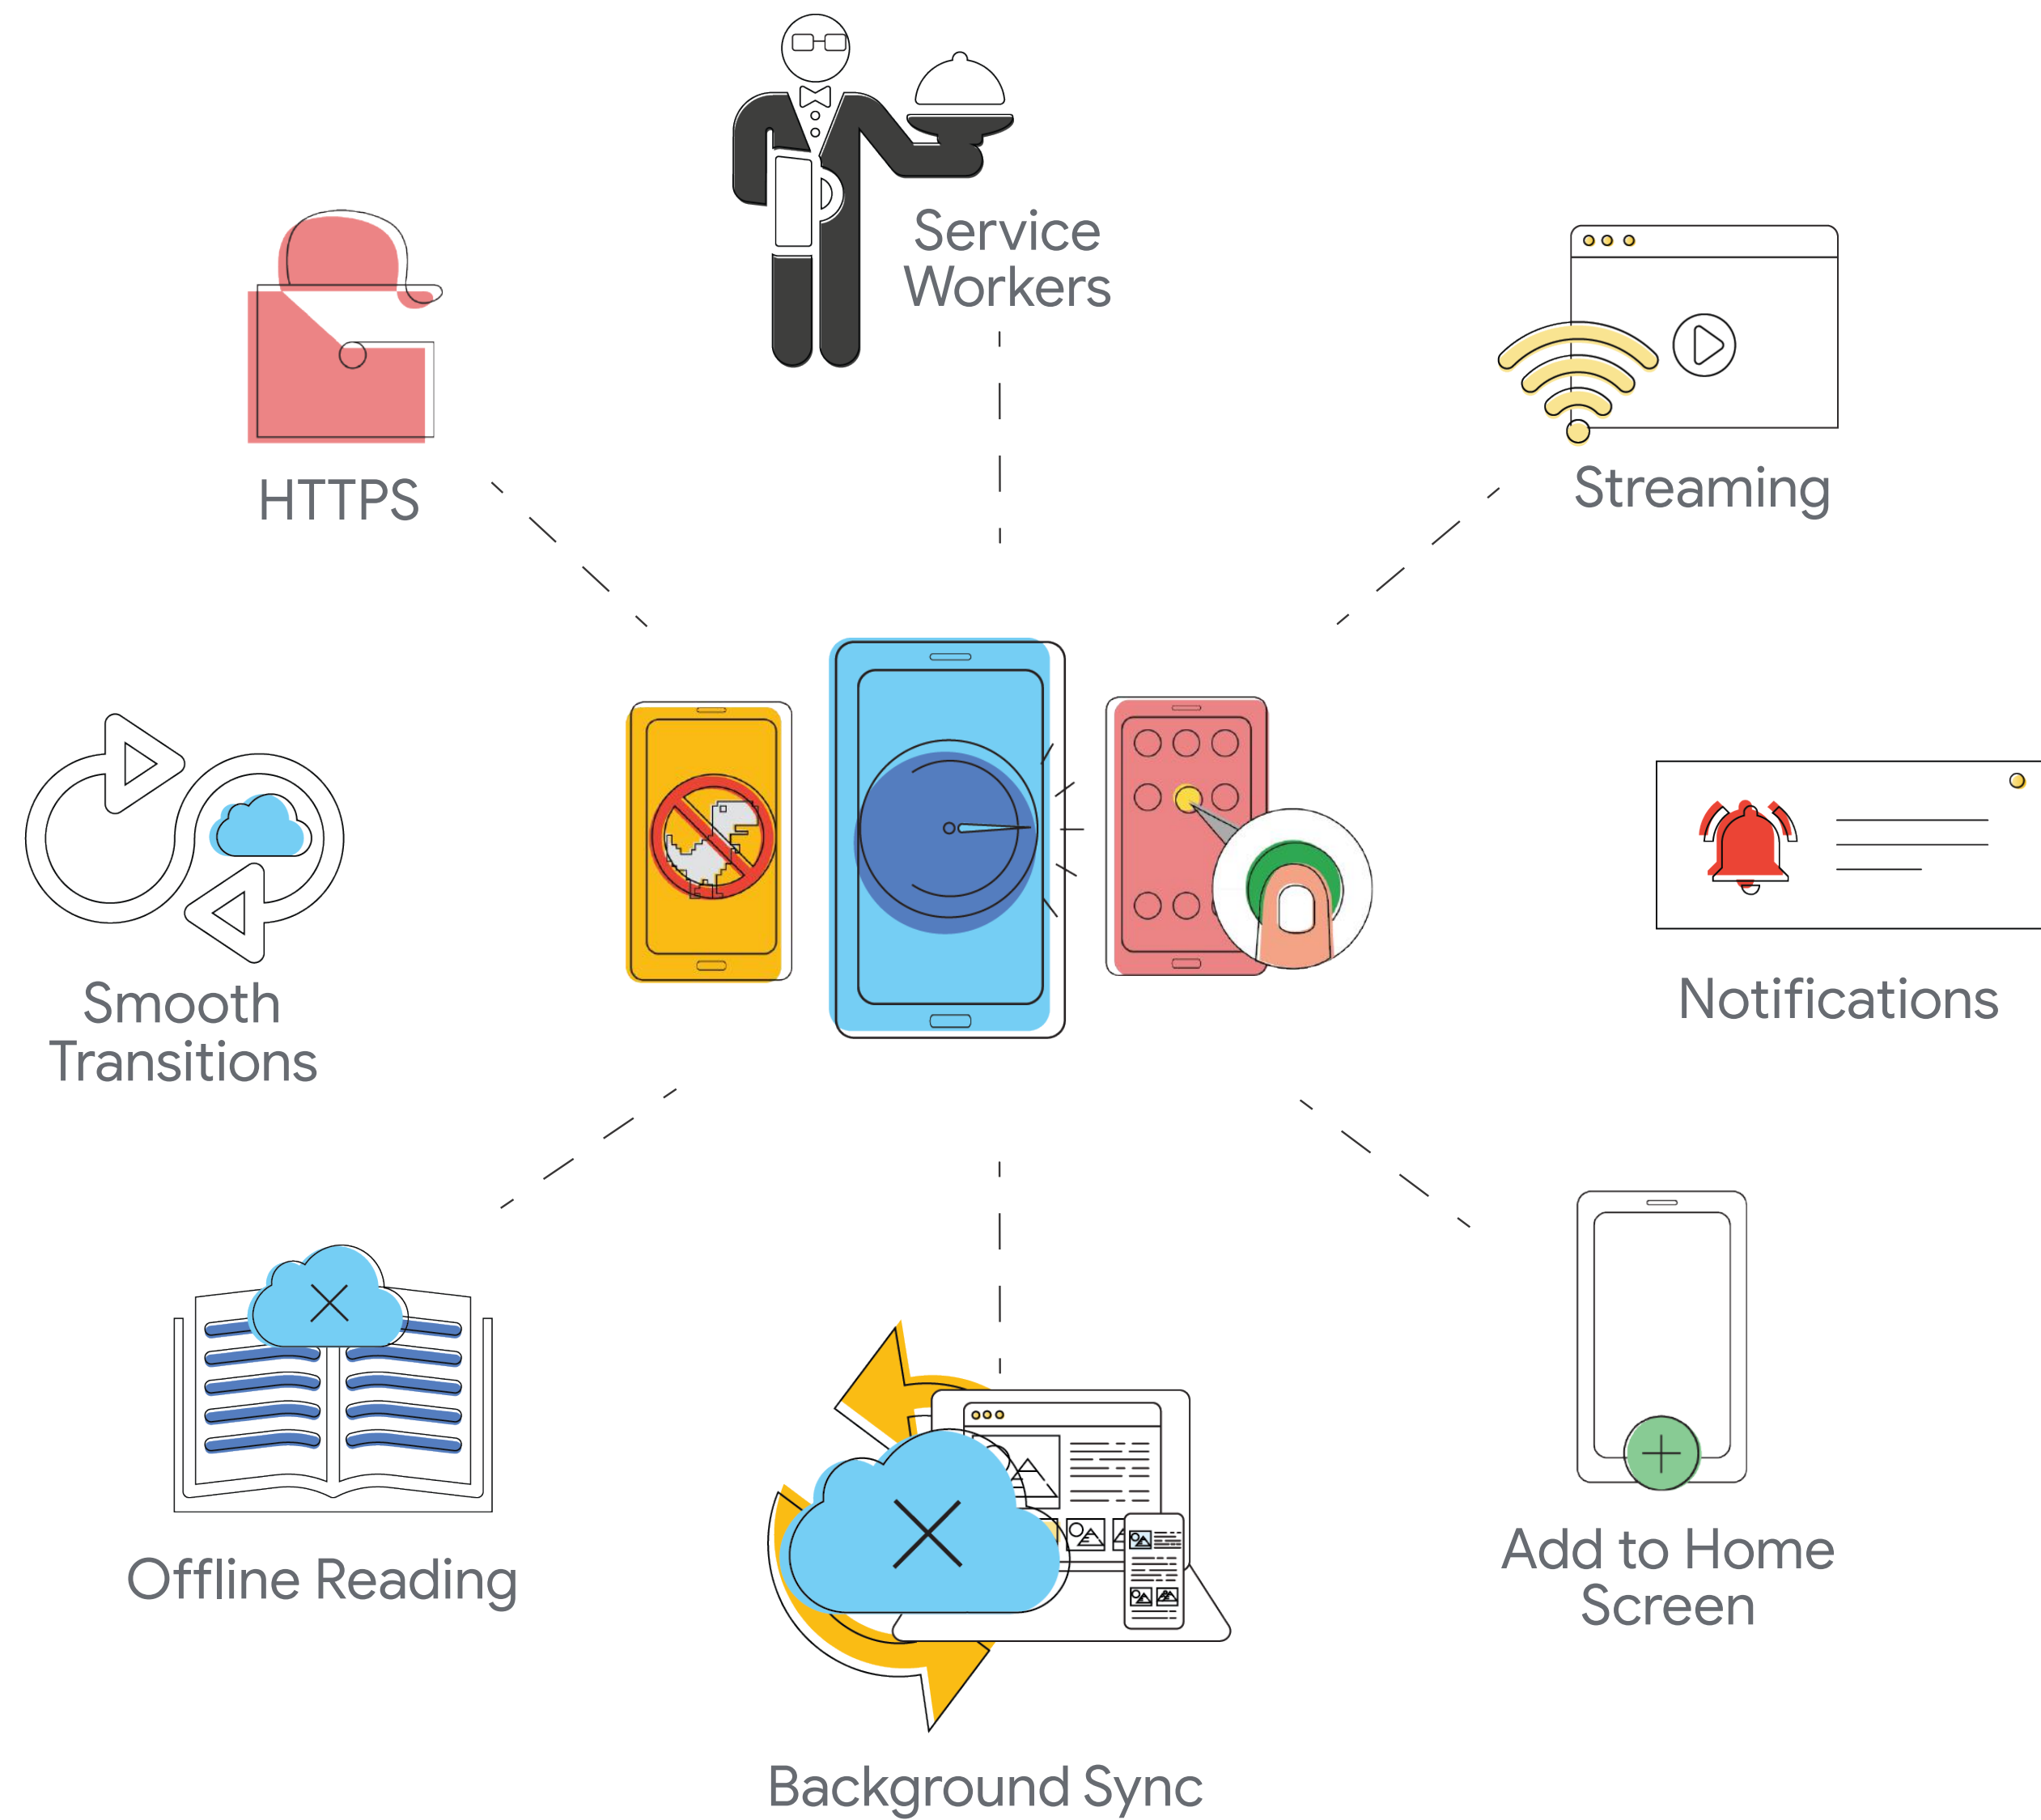 Service
Workers
HTTPS
Streaming
Smooth
Transitions
Notifications
Offline Reading
Add to Home
Screen
Background Sync